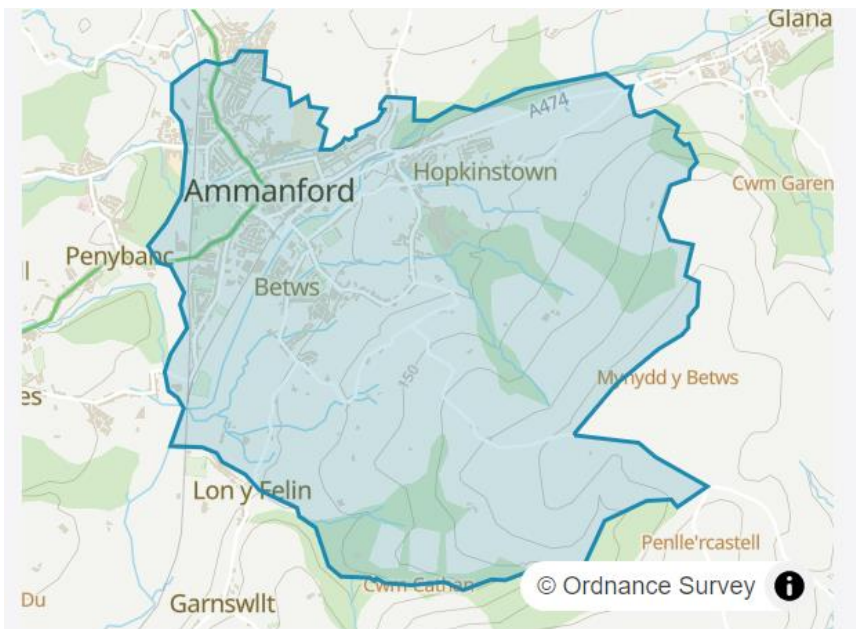 Glana
A474
Hopkinstown
Ammanford
Cwm Garen
Penybanc
ll
Betws
150
Mynydd y Betws
es
Lon y Felin
Penlle'rcastell
Cwm Cathan
© Ordnance Survey i
Du
Garnswllt